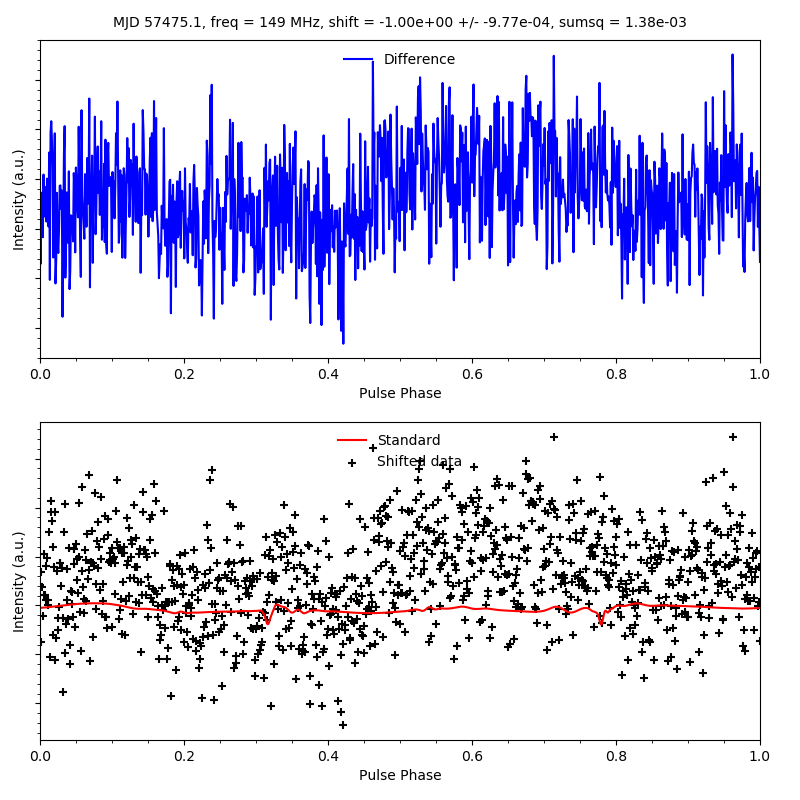 MJD 57475.1, freq = 149 MHz, shift = -1.00e+00 +/- -9.77e-04, sumsq = 1.38e-03
Difference
Intensity (a.u.)
0.0 0.2 0.4 0.6 0.8 1.0
Pulse Phase
Standard
Shifted data
Intensity (a.u.)
0.0 0.2 0.4 0.6 0.8 1.0
Pulse Phase